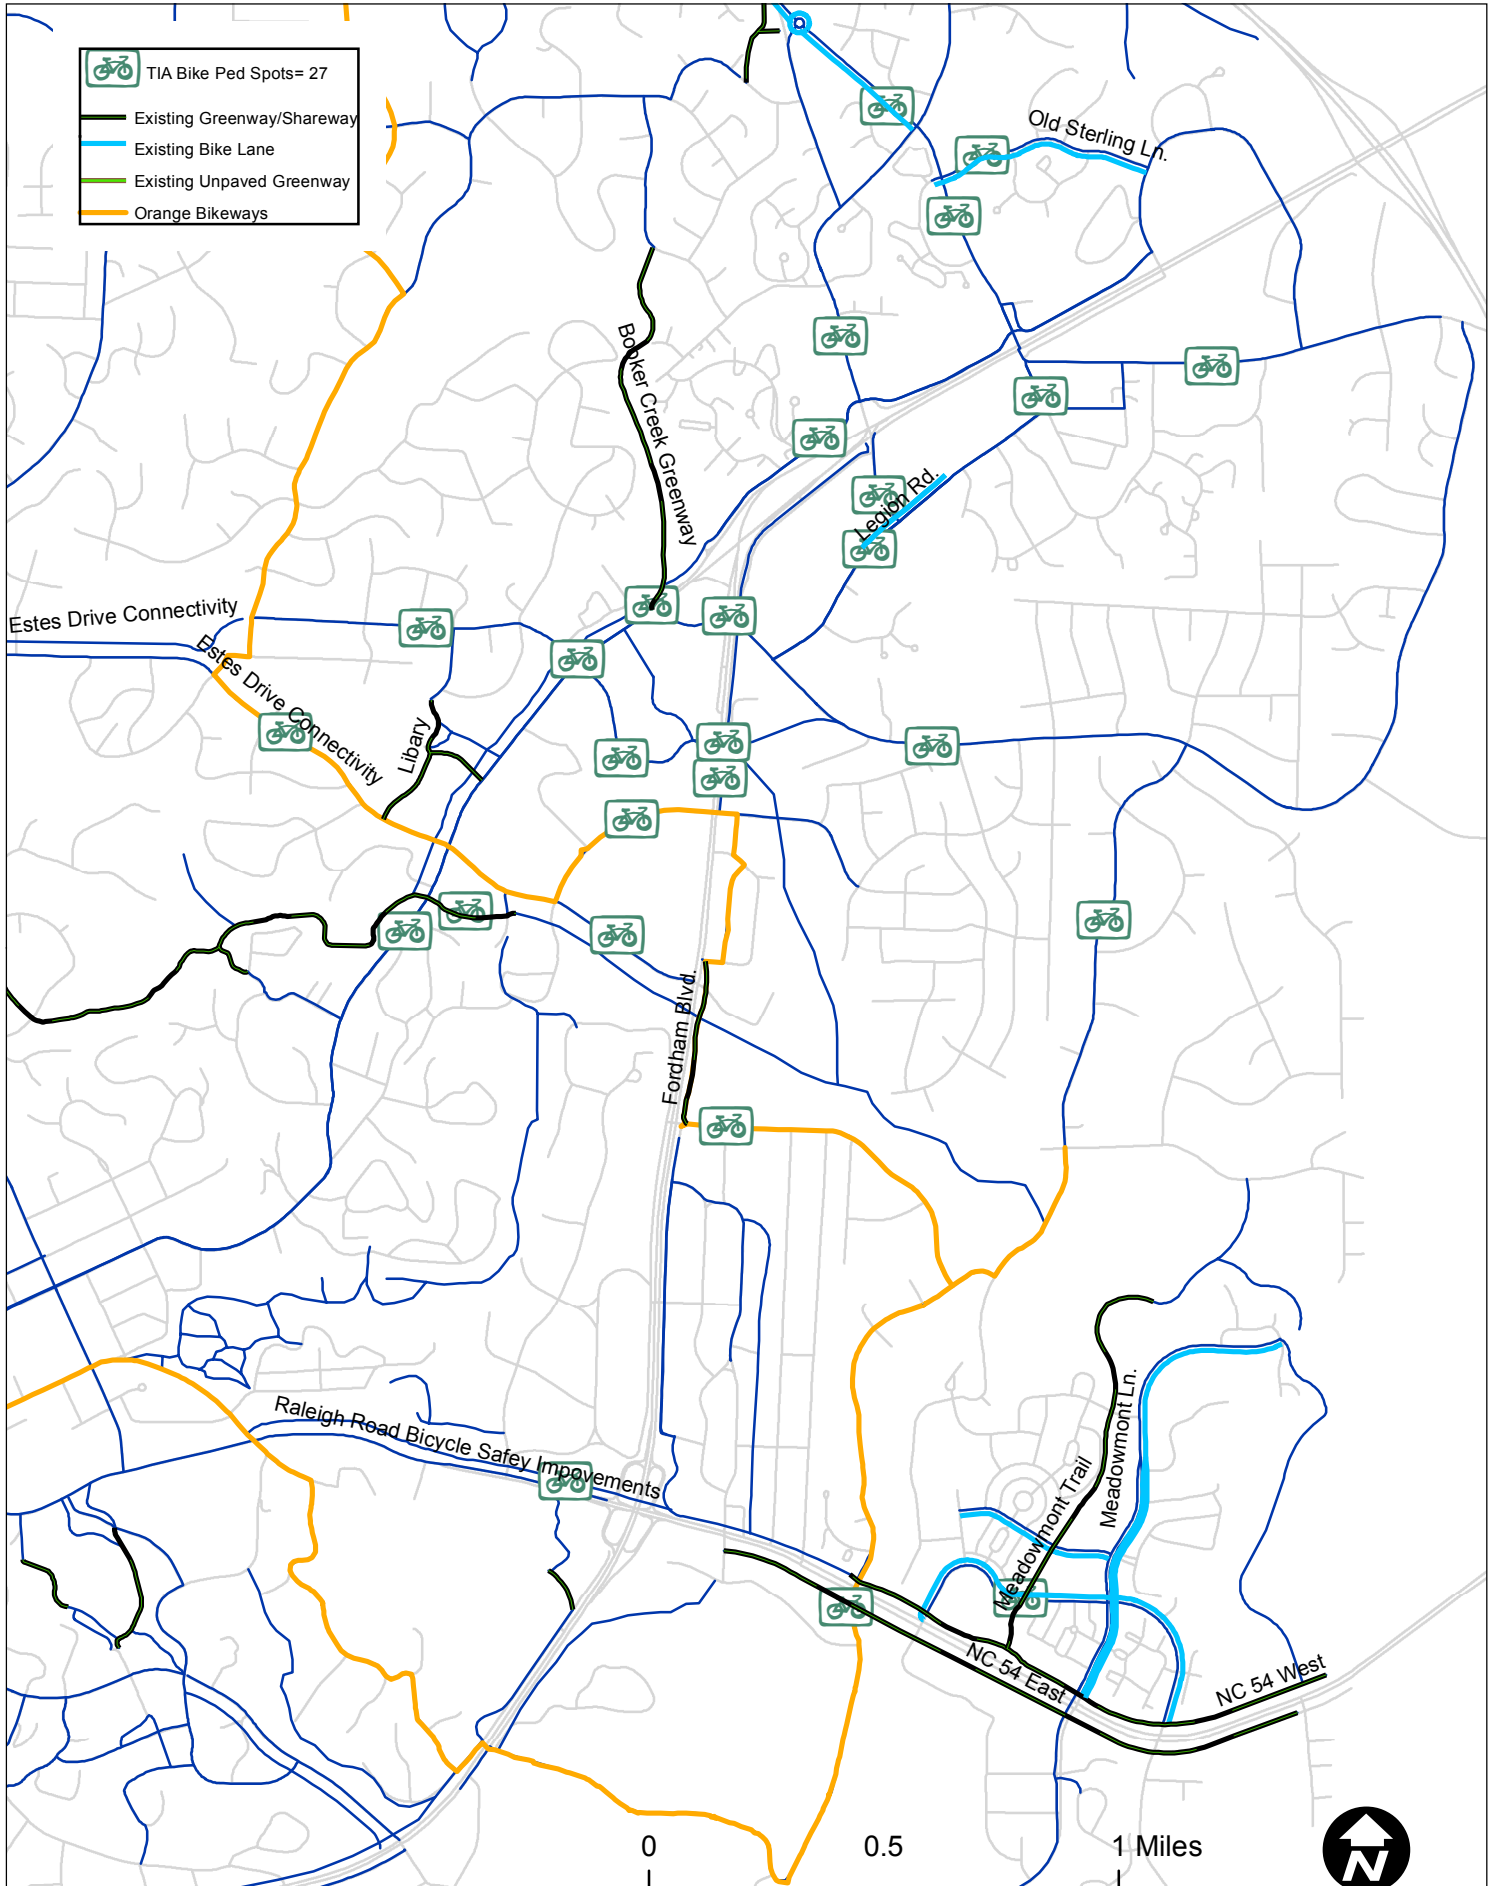 TIA Bike Ped Spots= 27
Existing Greenway/Shareway
Existing Bike Lane
Existing Unpaved Greenway
Orange Bikeways
Old Sterling Ln.
Booker Creek Greenway
Legion Rd.
Estes Drive Connectivity
Estes Drive Connectivity
Libary
Fordham Blvd.
Raleigh Road Bicycle Safey Impovements
Meadowmont Ln.
Meadowmont Trail
NC 54 East
NC 54 West
0 0.5 1 Miles
N